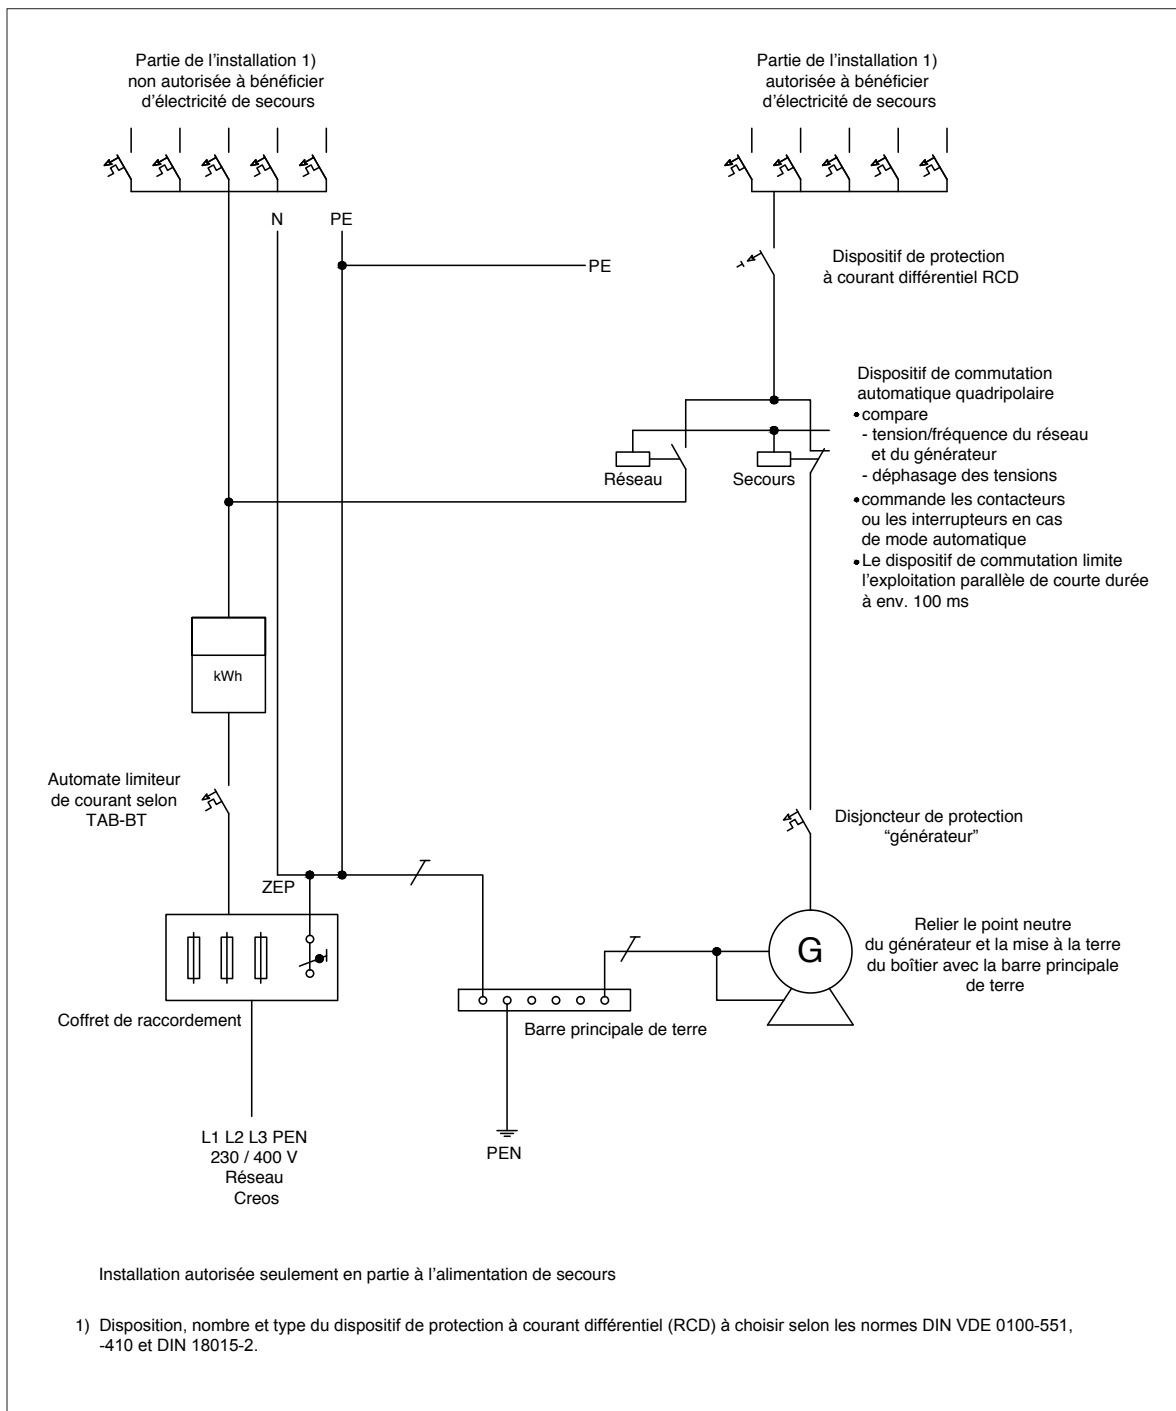 Partie de l'installation 1)
non autorisée à bénéficier
d'électricité de secours
Partie de l'installation 1)
autorisée à bénéficier
d'électricité de secours
N
PE
PE
Dispositif de protection
à courant différentiel RCD
Dispositif de commutation
automatique quadripolaire
• compare
- tension/fréquence du réseau
et du générateur
- déphasage des tensions
• commande les contacteurs
ou les interrupteurs en cas
de mode automatique
• Le dispositif de commutation limite
l'exploitation parallèle de courte durée
à env. 100 ms
Réseau
Secours
kWh
Automate limiteur
de courant selon
TAB-BT
Disjoncteur de protection
“générateur”
ZEP
G
Relier le point neutre
du générateur et la mise à la terre
du boîtier avec la barre principale
de terre
Coffret de raccordement
Barre principale de terre
L1 L2 L3 PEN
230 / 400 V
Réseau
Creos
PEN
Installation autorisée seulement en partie à l'alimentation de secours
1) Disposition, nombre et type du dispositif de protection à courant différentiel (RCD) à choisir selon les normes DIN VDE 0100-551,
-410 et DIN 18015-2.